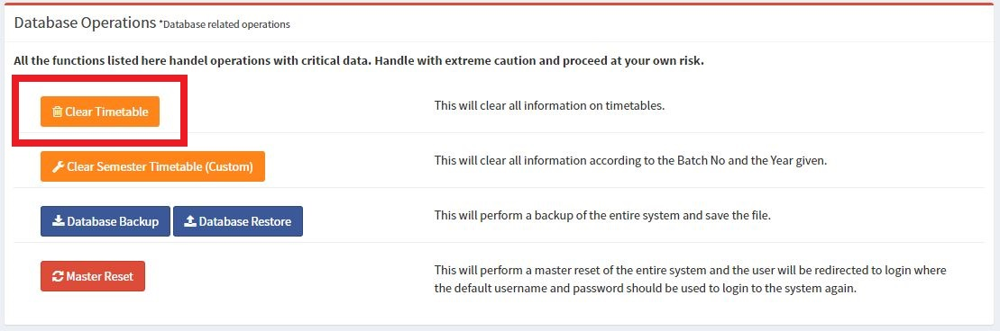 Database Operations *Database related operations
All the functions listed here handel operations with critical data. Handle with extreme caution and proceed at your own risk.
Clear Timetable
This will clear all information on timetables.
Clear Semester Timetable (Custom)
This will clear all information according to the Batch No and the Year given.
Database Backup Database Restore
This will perform a backup of the entire system and save the file.
Master Reset
This will perform a master reset of the entire system and the user will be redirected to login where
the default username and password should be used to login to the system again.